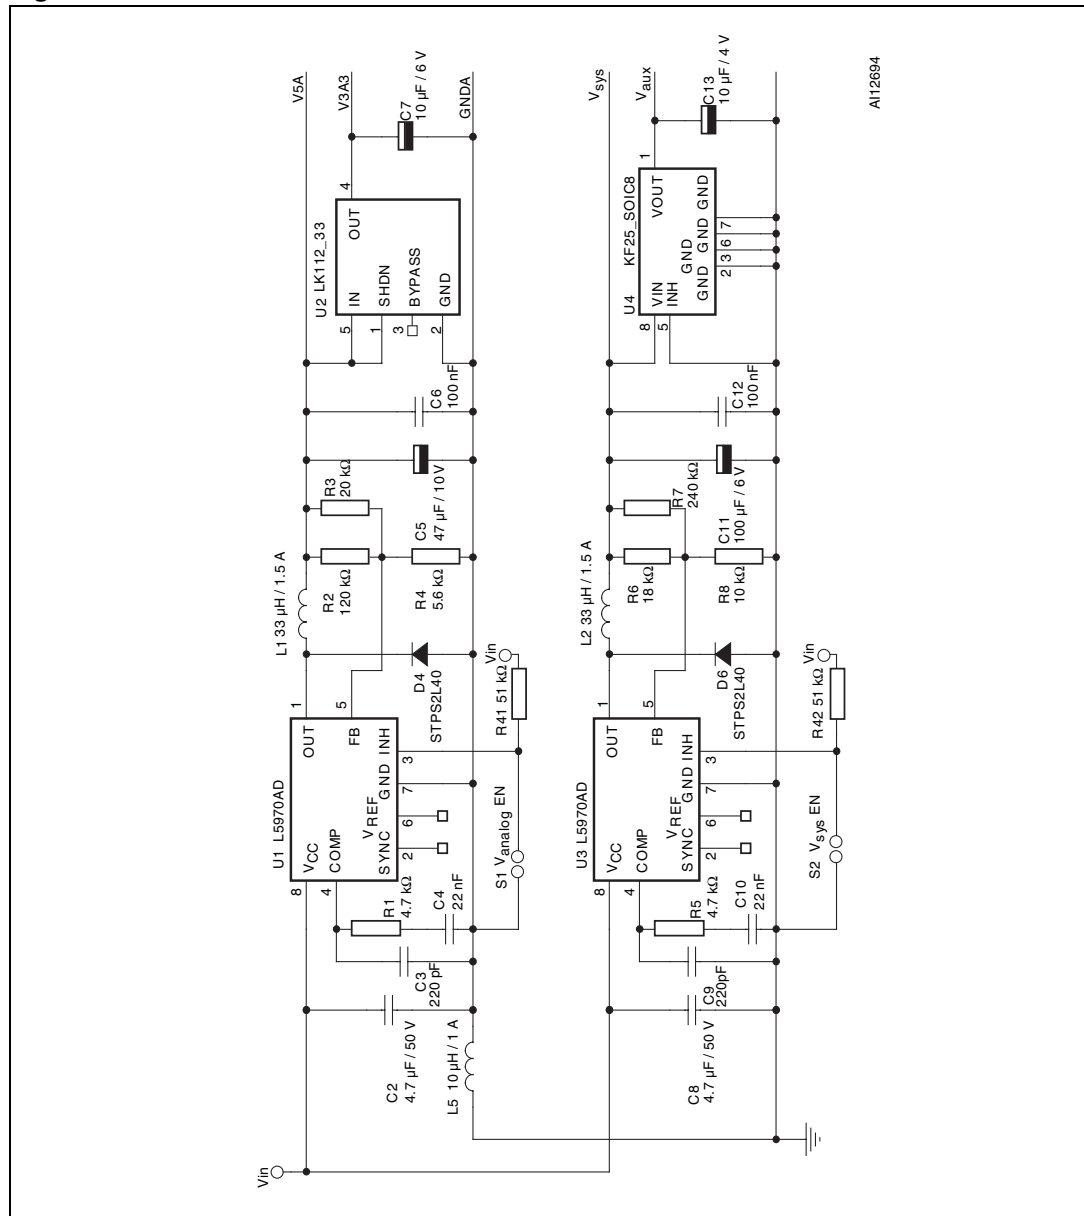 Vin
C2
4.7 µF / 50 V
L5 10 µH / 1 A
C3
220 pF
R1
4.7 kΩ
C4
22 nF
U1 L5970AD
8
VCC
4
COMP
SYNC
2
VREF
6
GND
7
INH
3
OUT
1
FB
5
S1 Vanalog EN
R41 51 kΩ
Vin
D4
STPS2L40
L1 33 µH / 1.5 A
R2
120 kΩ
R3
20 kΩ
R4
5.6 kΩ
C5
47 µF / 10 V
C6
100 nF
U2 LK112_33
5
IN
1
SHDN
3
BYPASS
2
GND
OUT
4
C7
10 µF / 6 V
V5A
V3A3
GNDA
C8
4.7 µF / 50 V
C9
220pF
R5
4.7 kΩ
C10
22 nF
U3 L5970AD
8
VCC
4
COMP
SYNC
2
VREF
6
GND
7
INH
3
OUT
1
FB
5
S2 Vsys EN
R42 51 kΩ
Vin
D6
STPS2L40
L2 33 µH / 1.5 A
R6
18 kΩ
R7
240 kΩ
R8
10 kΩ
C11
100 µF / 6 V
C12
100 nF
U4
KF25_SOIC8
8
VIN
5
INH
GND
2
GND
3
GND
6
GND
7
VOUT
1
C13
10 µF / 4 V
Vsys
Vaux
AI12694